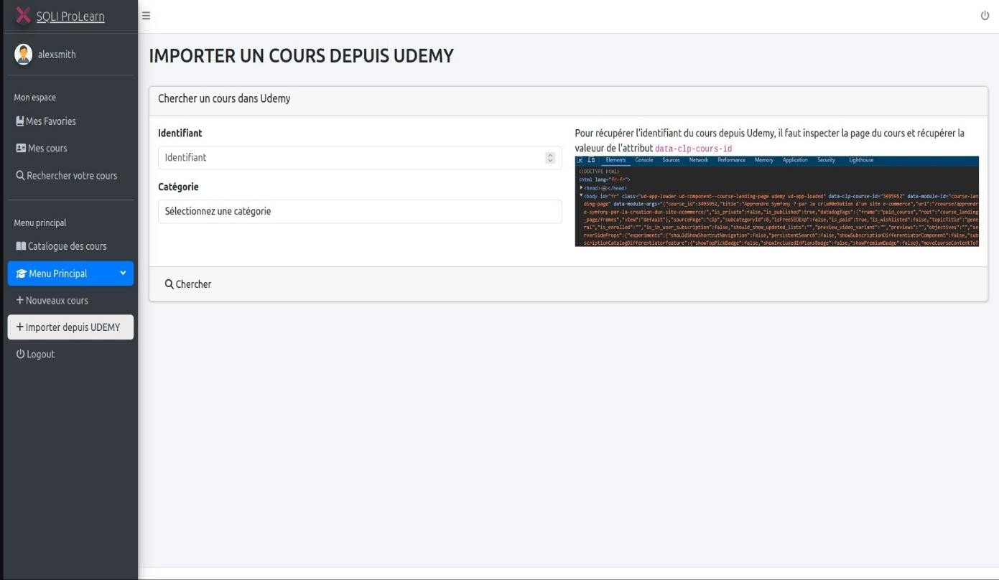 SQLI ProLearn
alexsmith
Mon espace
Mes Favories
Mes cours
Rechercher votre cours
Menu principal
Catalogue des cours
Menu Principal
Nouveaux cours
Importer depuis UDEMY
Logout
IMPORTER UN COURS DEPUIS UDEMY
Chercher un cours dans Udemy
Identifiant
Identifiant
Catégorie
Sélectionnez une catégorie
Pour récupérer l'identifiant du cours depuis Udemy, il faut inspecter la page du cours et récupérer la
valeuur de l'attribut data-clp-cours-id
Elements Console Sources Network Performance Memory Application Security Lighthouse
<!DOCTYPE html>
<html lang="fr-fr">
<head></head>
<body id="fr" class="ud-app-loader ud-component--course-landing-page udemy ud-app-loaded" data-clp-course-id="3495952" data-module-id="course-lan
ding-page" data-module-args="{"course_id":3495952,"title":"Apprendre Symfony 7 par la cr\u00e9ation d'un site e-commerce","url":"/course/apprendr
e-symfony-par-la-creation-dun-site-ecommerce/","is_private":false,"is_published":true,"datadogTags":{"frame":"paid_course","root":"course_landing
_page/frames","view":"default"},"sourcePage":"clp","subcategoryId":8,"isFreeSEOExp":false,"is_paid":true,"is_wishlisted":false,"topicTitle":"gene
ral","is_enrolled":"","is_in_user_subscription":false,"should_show_updated_lists":"","preview_video_variant":"","previews":"","objectives":"","se
rverSideProps":{"experiments":{"shouldShowShortcutNavigation":false,"persistentSearch":false,"showSubscriptionDifferentiatorComponent":false,"sub
scriptionCatalogDifferentiatorFeature":{"showTopPickBadge":false,"showIncludedInPlansBadge":false,"showPremiumBadge":false},"moveCourseContentToT
Chercher